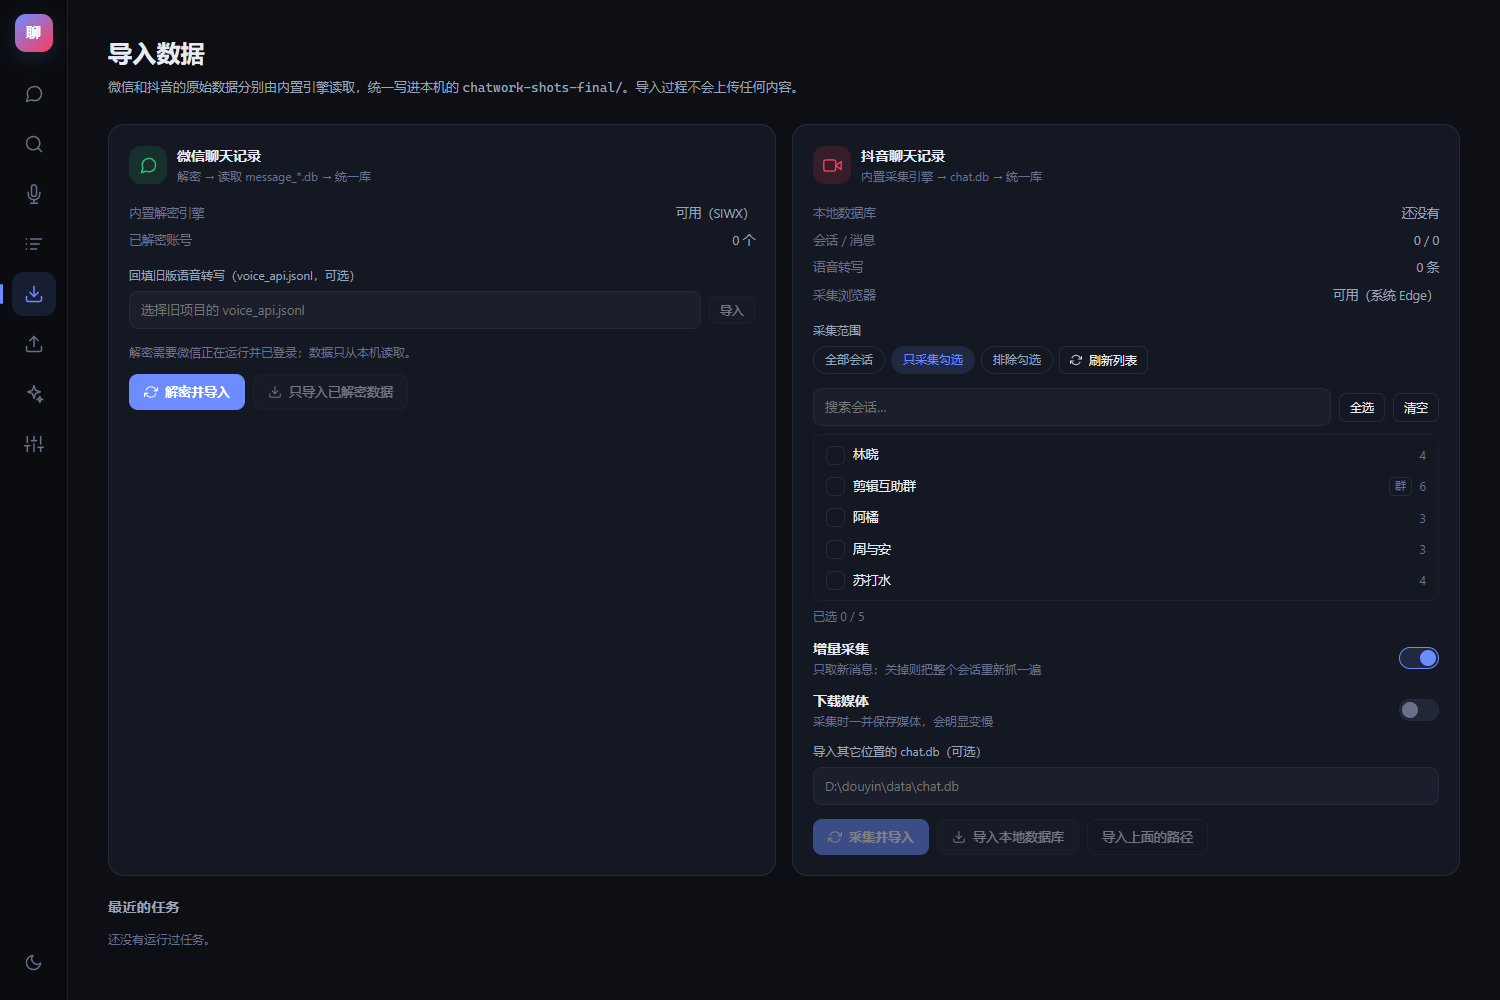 聊
导入数据
微信和抖音的原始数据分别由内置引擎读取，统一写进本机的 chatwork-shots-final/。导入过程不会上传任何内容。
微信聊天记录
解密 → 读取 message_*.db → 统一库
内置解密引擎 可用（SIWX）
已解密账号 0 个
回填旧版语音转写（voice_api.jsonl，可选）
选择旧项目的 voice_api.jsonl 导入
解密需要微信正在运行并已登录；数据只从本机读取。
解密并导入 只导入已解密数据
抖音聊天记录
内置采集引擎 → chat.db → 统一库
本地数据库 还没有
会话 / 消息 0 / 0
语音转写 0 条
采集浏览器 可用（系统 Edge）
采集范围
全部会话 只采集勾选 排除勾选 刷新列表
搜索会话... 全选 清空
林晓 4
剪辑互助群 群 6
阿橘 3
周与安 3
苏打水 4
已选 0 / 5
增量采集
只取新消息；关掉则把整个会话重新抓一遍
下载媒体
采集时一并保存媒体，会明显变慢
导入其它位置的 chat.db（可选）
D:\douyin\data\chat.db
采集并导入 导入本地数据库 导入上面的路径
最近的任务
还没有运行过任务。